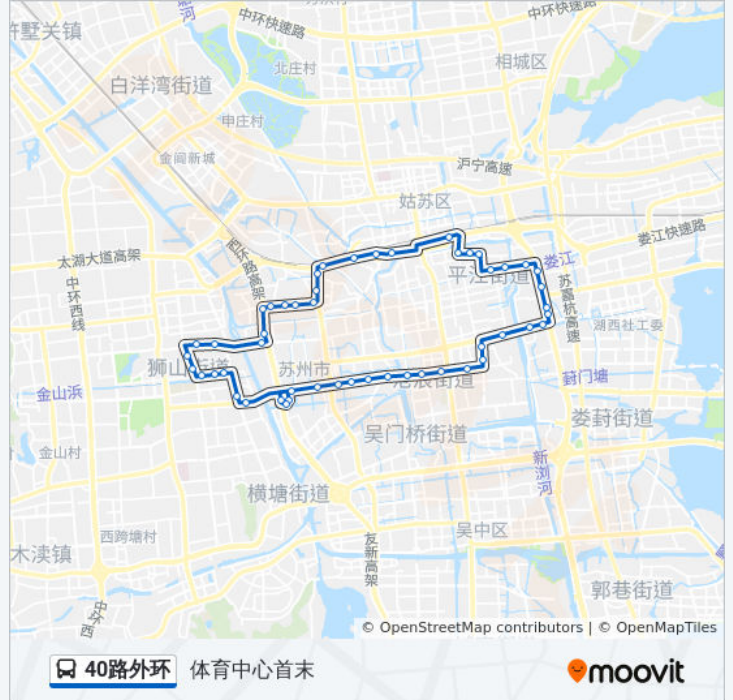 中环快速路
中环快速路
浒墅关镇
相城区
北庄村
白洋湾街道
申庄村
金阊新城
沪宁高速
姑苏区
娄江快速路
西环路高架
太湖大道高架
娄江
平江街道
中环西线
苏嘉杭高速
湖西社工委
狮山街道
苏州市
沧浪街道
葑门塘
金山浜
娄葑街道
吴门桥街道
金山村
新浏河
横塘街道
吴中区
西跨塘村
友新高架
木渎镇
郭巷街道
中环西
© OpenStreetMap contributors | © OpenMapTiles
40路外环 体育中心首末
moovit